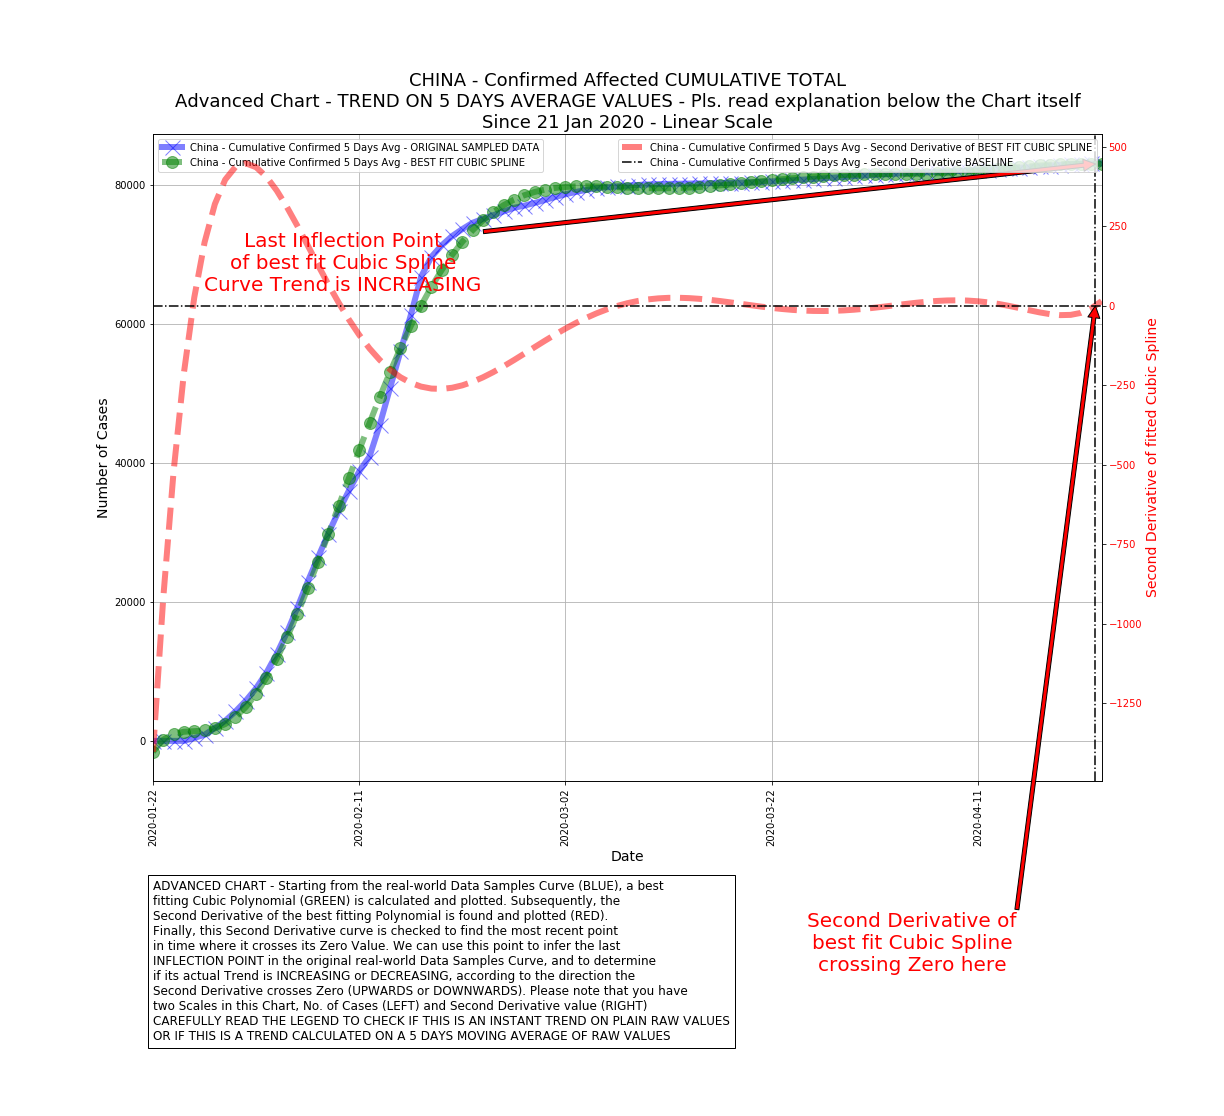 CHINA - Confirmed Affected CUMULATIVE TOTAL
Advanced Chart - TREND ON 5 DAYS AVERAGE VALUES - Pls. read explanation below the Chart itself
Since 21 Jan 2020 - Linear Scale
China - Cumulative Confirmed 5 Days Avg - ORIGINAL SAMPLED DATA
China - Cumulative Confirmed 5 Days Avg - BEST FIT CUBIC SPLINE
China - Cumulative Confirmed 5 Days Avg - Second Derivative of BEST FIT CUBIC SPLINE
China - Cumulative Confirmed 5 Days Avg - Second Derivative BASELINE
Last Inflection Point
of best fit Cubic Spline
Curve Trend is INCREASING
Number of Cases
80000
60000
40000
20000
0
500
250
0
−250
−500
−750
−1000
−1250
Second Derivative of fitted Cubic Spline
2020-01-22
2020-02-11
2020-03-02
2020-03-22
2020-04-11
Date
Second Derivative of
best fit Cubic Spline
crossing Zero here
ADVANCED CHART - Starting from the real-world Data Samples Curve (BLUE), a best
fitting Cubic Polynomial (GREEN) is calculated and plotted. Subsequently, the
Second Derivative of the best fitting Polynomial is found and plotted (RED).
Finally, this Second Derivative curve is checked to find the most recent point
in time where it crosses its Zero Value. We can use this point to infer the last
INFLECTION POINT in the original real-world Data Samples Curve, and to determine
if its actual Trend is INCREASING or DECREASING, according to the direction the
Second Derivative crosses Zero (UPWARDS or DOWNWARDS). Please note that you have
two Scales in this Chart, No. of Cases (LEFT) and Second Derivative value (RIGHT)
CAREFULLY READ THE LEGEND TO CHECK IF THIS IS AN INSTANT TREND ON PLAIN RAW VALUES
OR IF THIS IS A TREND CALCULATED ON A 5 DAYS MOVING AVERAGE OF RAW VALUES